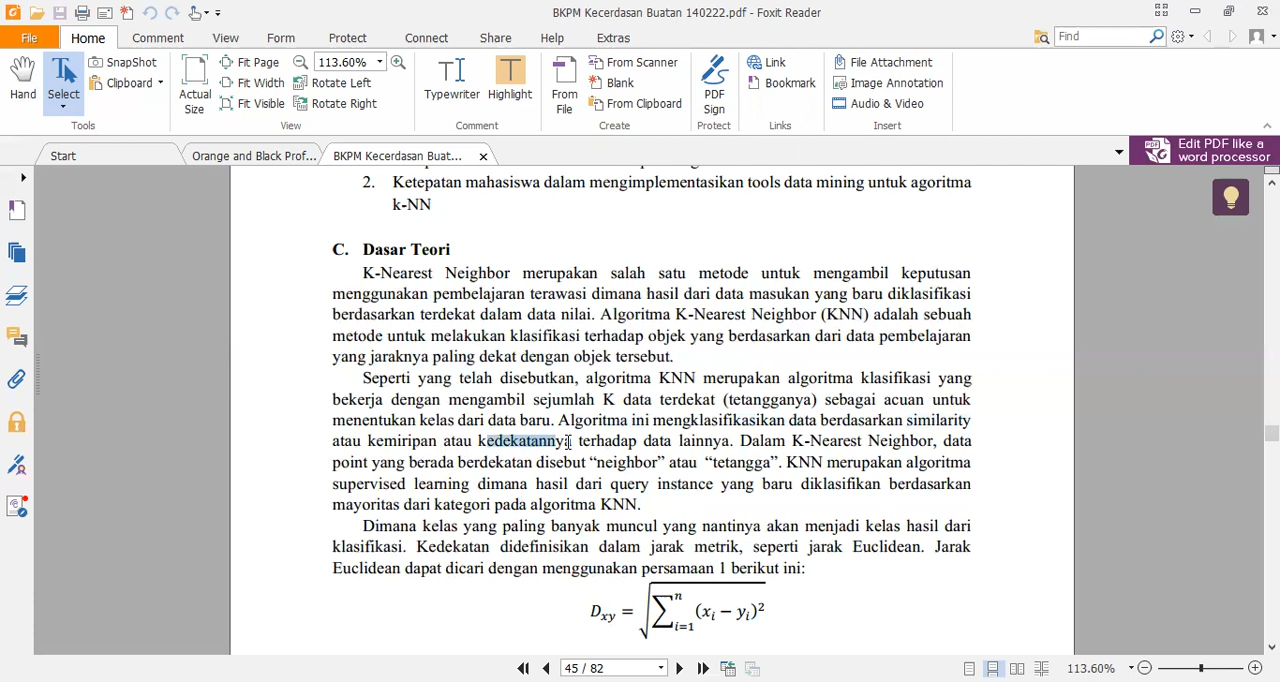 BKPM Kecerdasan Buatan 140222.pdf - Foxit Reader
File Home Comment View Form Protect Connect Share Help Extras Find
Hand
Select
SnapShot
Clipboard
Tools
Actual Size
Fit Page
Fit Width
Fit Visible
113.60%
Rotate Left
Rotate Right
View
Typewriter
Highlight
Comment
From File
From Scanner
Blank
From Clipboard
Create
PDF Sign
Protect
Link
Bookmark
Links
File Attachment
Image Annotation
Audio & Video
Insert
Start
Orange and Black Prof...
BKPM Kecerdasan Buat...
Edit PDF like a
word processor
2. Ketepatan mahasiswa dalam mengimplementasikan tools data mining untuk agoritma
k-NN
C. Dasar Teori
K-Nearest Neighbor merupakan salah satu metode untuk mengambil keputusan
menggunakan pembelajaran terawasi dimana hasil dari data masukan yang baru diklasifikasi
berdasarkan terdekat dalam data nilai. Algoritma K-Nearest Neighbor (KNN) adalah sebuah
metode untuk melakukan klasifikasi terhadap objek yang berdasarkan dari data pembelajaran
yang jaraknya paling dekat dengan objek tersebut.
Seperti yang telah disebutkan, algoritma KNN merupakan algoritma klasifikasi yang
bekerja dengan mengambil sejumlah K data terdekat (tetangganya) sebagai acuan untuk
menentukan kelas dari data baru. Algoritma ini mengklasifikasikan data berdasarkan similarity
atau kemiripan atau kedekatannya terhadap data lainnya. Dalam K-Nearest Neighbor, data
point yang berada berdekatan disebut “neighbor” atau “tetangga”. KNN merupakan algoritma
supervised learning dimana hasil dari query instance yang baru diklasifikan berdasarkan
mayoritas dari kategori pada algoritma KNN.
Dimana kelas yang paling banyak muncul yang nantinya akan menjadi kelas hasil dari
klasifikasi. Kedekatan didefinisikan dalam jarak metrik, seperti jarak Euclidean. Jarak
Euclidean dapat dicari dengan menggunakan persamaan 1 berikut ini:
Dxy = √∑ⁿᵢ₌₁(xᵢ − yᵢ)²
45 / 82
113.60%